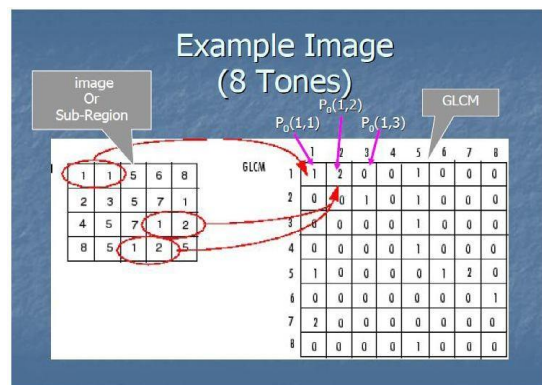 Example Image
(8 Tones)
image
Or
Sub-Region
GLCM
P₀(1,2)
P₀(1,1)
P₀(1,3)
GLCM
1 2 3 4 5 6 7 8
1 1 5 6 8
2 3 5 7 1
4 5 7 1 2
8 5 1 2 5
1 1 2 0 0 1 0 0 0
2 0 0 1 0 1 0 0 0
3 0 0 0 0 1 0 0 0
4 0 0 0 0 1 0 0 0
5 1 0 0 0 0 1 2 0
6 0 0 0 0 0 0 0 1
7 2 0 0 0 0 0 0 0
8 0 0 0 0 1 0 0 0